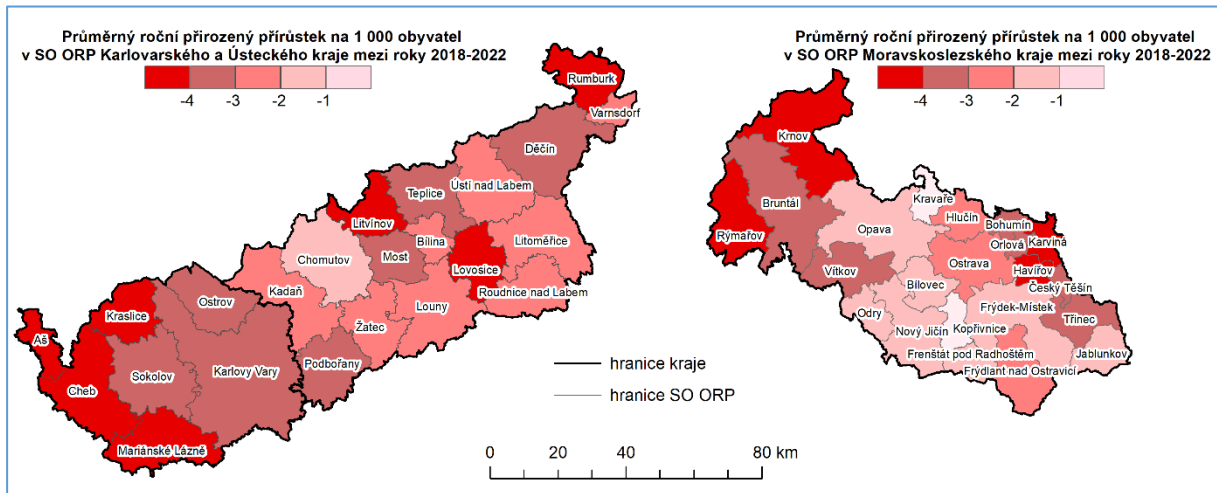 Průměrný roční přirozený přírůstek na 1 000 obyvatel
v SO ORP Karlovarského a Ústeckého kraje mezi roky 2018-2022
-4 -3 -2 -1
Rumburk
Varnsdorf
Děčín
Ústí nad Labem
Teplice
Litvínov
Bílina
Litoměřice
Most
Chomutov
Lovosice
Roudnice nad Labem
Kadaň
Louny
Ostrov
Žatec
Kraslice
Podbořany
Aš
Sokolov
Karlovy Vary
Cheb
Mariánské Lázně
hranice kraje
hranice SO ORP
0 20 40 80 km
Průměrný roční přirozený přírůstek na 1 000 obyvatel
v SO ORP Moravskoslezského kraje mezi roky 2018-2022
-4 -3 -2 -1
Krnov
Kravaře
Bruntál
Hlučín
Bohumín
Opava
Orlová
Karviná
Rýmařov
Ostrava
Vítkov
Havířov
Bílovec
Český Těšín
Odry
Frýdek-Místek
Třinec
Nový Jičín
Kopřivnice
Frenštát pod Radhoštěm
Jablunkov
Frýdlant nad Ostravicí